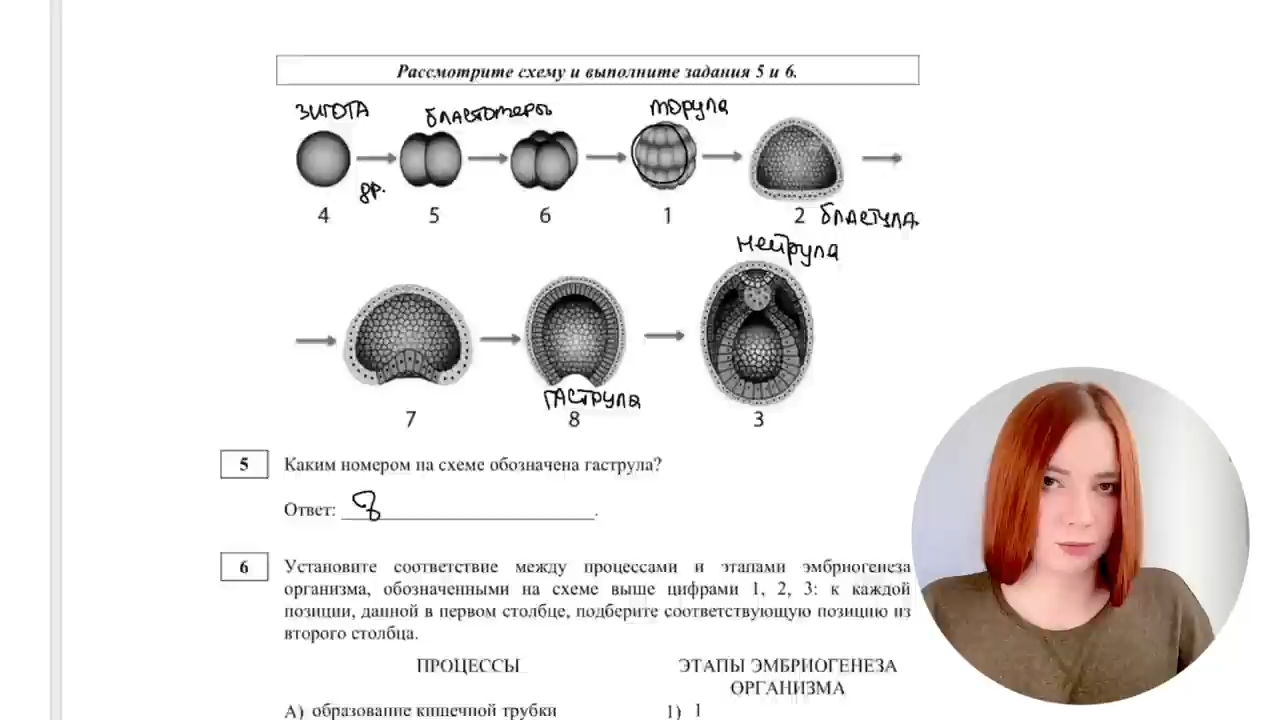 Рассмотрите схему и выполните задания 5 и 6.
ЗИГОТА бластомеры морула
др.
4 5 6 1 2 бластула
нейрула
гаструла
7 8 3
5 Каким номером на схеме обозначена гаструла?
Ответ: 8.
6 Установите соответствие между процессами и этапами эмбриогенеза
организма, обозначенными на схеме выше цифрами 1, 2, 3: к каждой
позиции, данной в первом столбце, подберите соответствующую позицию из
второго столбца.
ПРОЦЕССЫ ЭТАПЫ ЭМБРИОГЕНЕЗА
ОРГАНИЗМА
А) образование кишечной трубки 1) 1